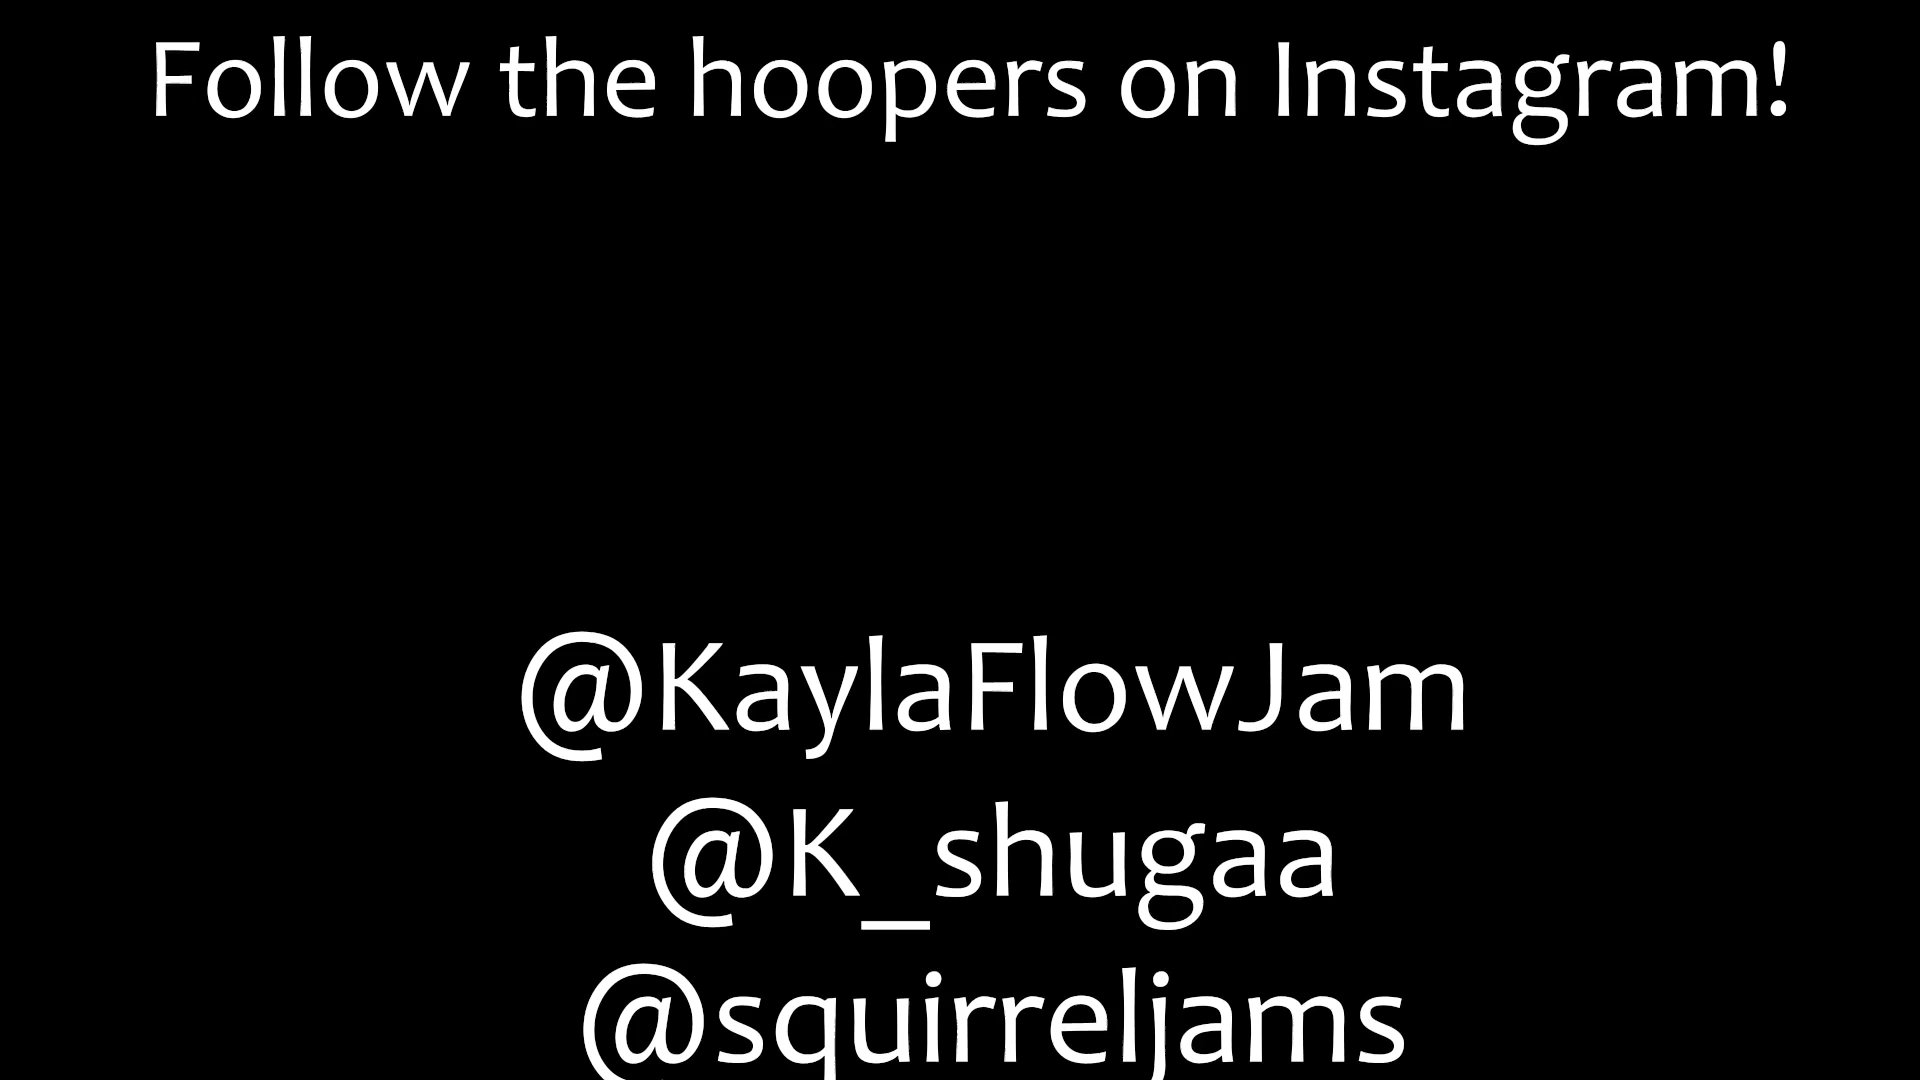 Follow the hoopers on Instagram!
@KaylaFlowJam
@K_shugaa
@squirreljams